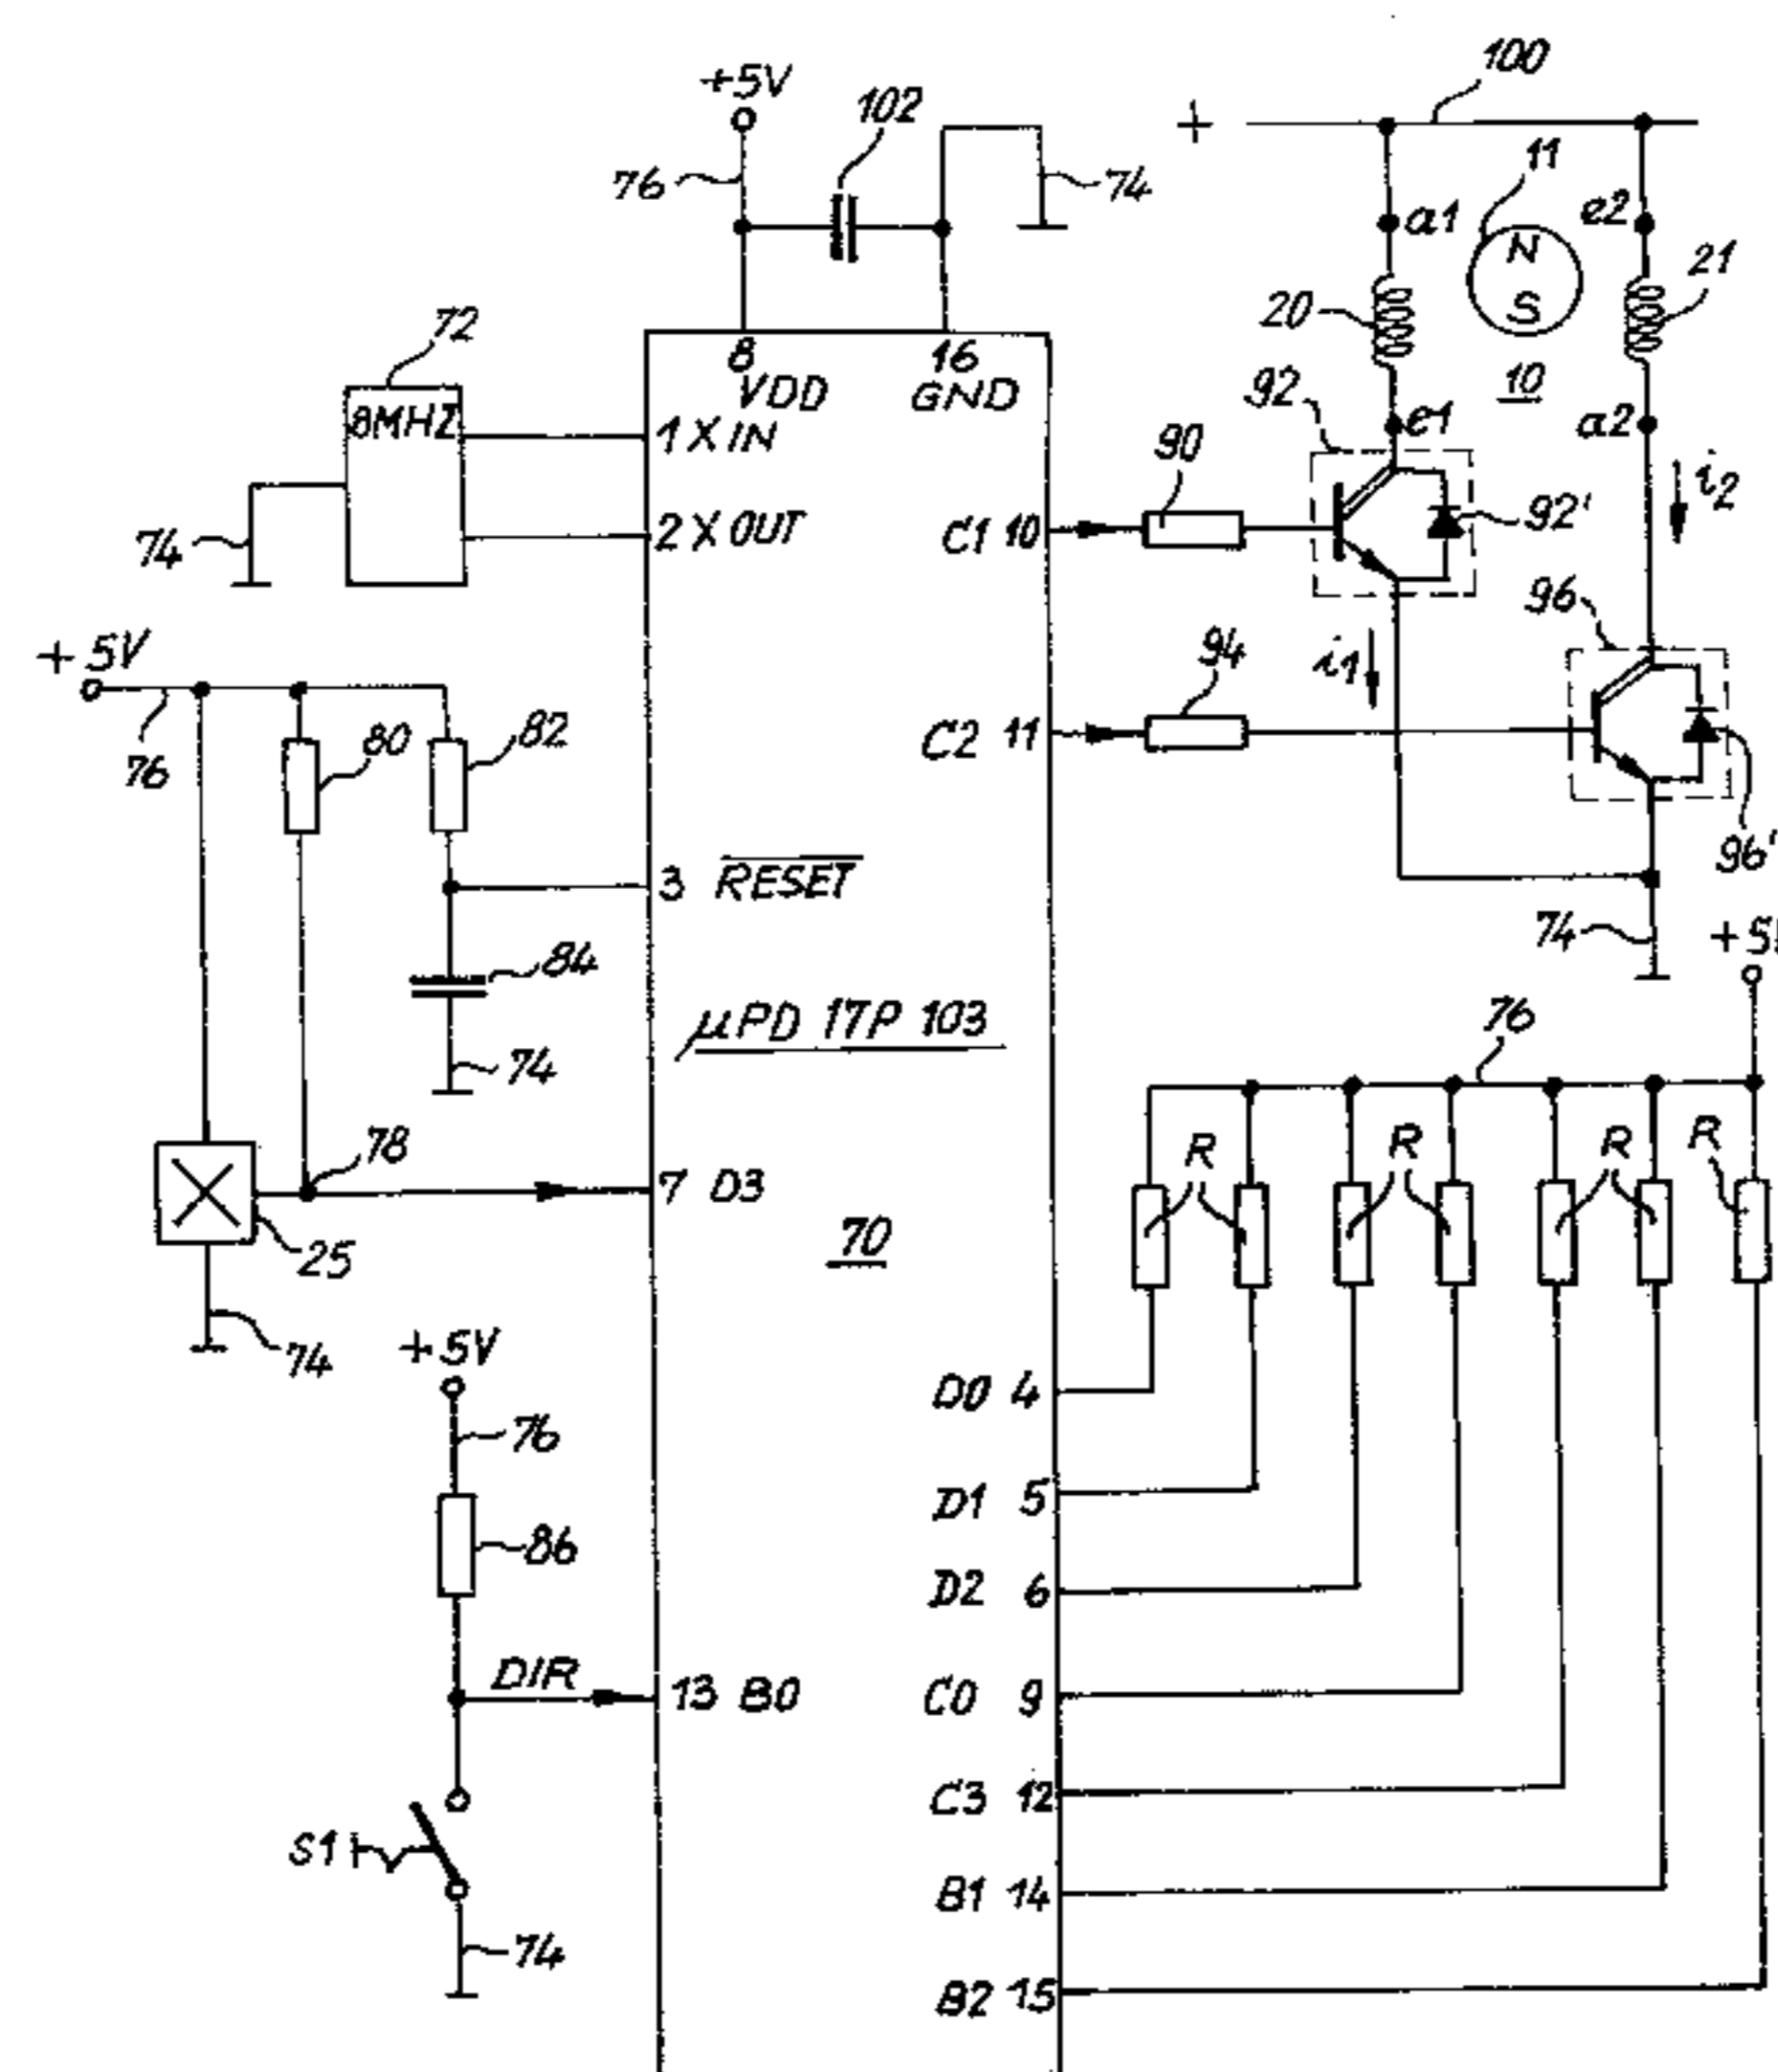 100
+5V
102
+
11
76
74
a1
e2
N
S
21
72
20
8
16
10
8MHZ
VDD
GND
92
e1
a2
1 X IN
90
i2
74
2 X OUT
C1 10
92'
96
+5V
i1
94
82
80
C2 11
76
96'
3 RESET
84
74
+5
µPD 17P 103
76
74
78
R
R
R
R
7 D3
70
25
74
+5V
D0 4
76
D1 5
86
D2 6
DIR
13 B0
C0 9
C3 12
S1
B1 14
74
B2 15